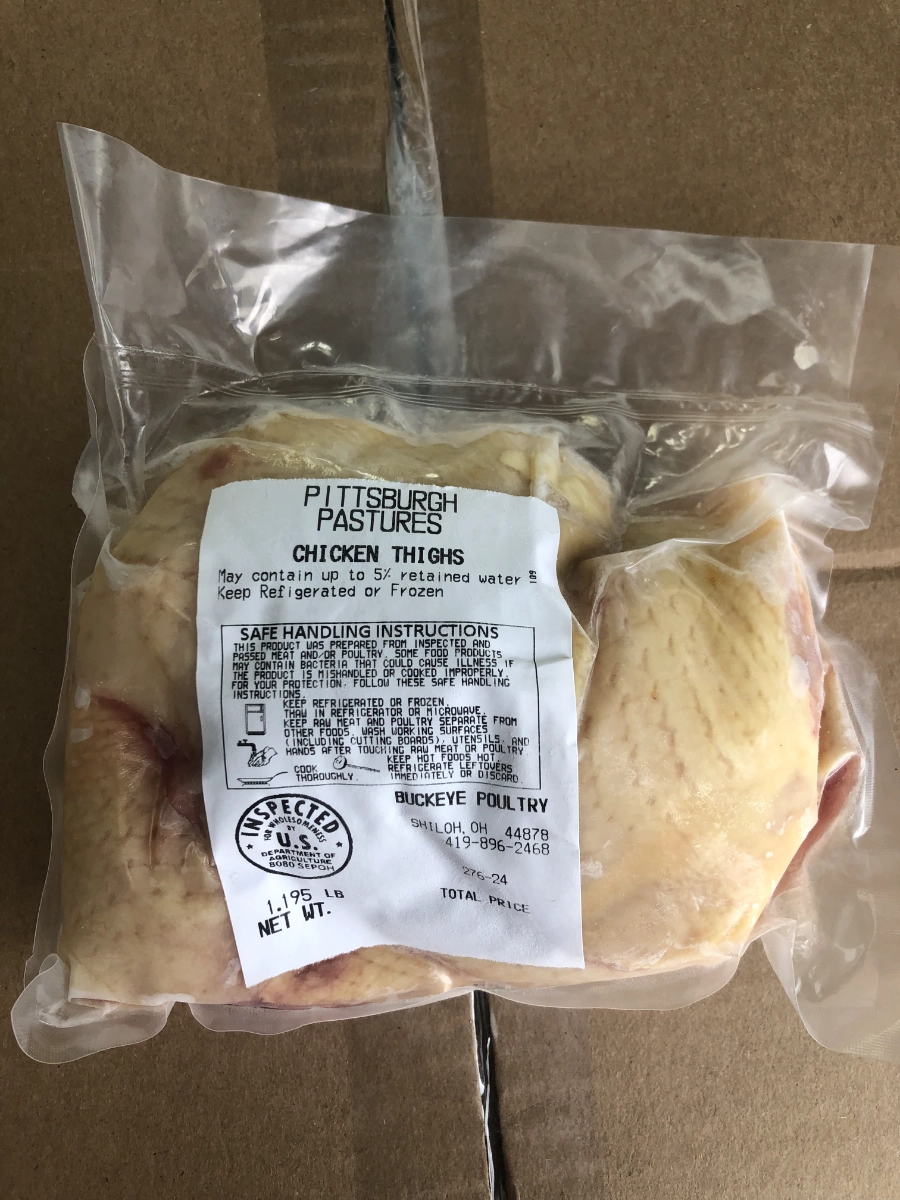 PITTSBURGH
PASTURES
CHICKEN THIGHS
May contain up to 5% retained water
Keep Refigerated or Frozen
109
SAFE HANDLING INSTRUCTIONS
THIS PRODUCT WAS PREPARED FROM INSPECTED AND
PASSED MEAT AND/OR POULTRY. SOME FOOD PRODUCTS
MAY CONTAIN BACTERIA THAT COULD CAUSE ILLNESS IF
THE PRODUCT IS MISHANDLED OR COOKED IMPROPERLY.
FOR YOUR PROTECTION, FOLLOW THESE SAFE HANDLING
INSTRUCTIONS.
KEEP REFRIGERATED OR FROZEN.
THAW IN REFRIGERATOR OR MICROWAVE.
KEEP RAW MEAT AND POULTRY SEPARATE FROM
OTHER FOODS. WASH WORKING SURFACES
(INCLUDING CUTTING BOARDS), UTENSILS, AND
HANDS AFTER TOUCHING RAW MEAT OR POULTRY.
COOK
THOROUGHLY.
KEEP HOT FOODS HOT.
REFRIGERATE LEFTOVERS
IMMEDIATELY OR DISCARD.
INSPECTED
FOR WHOLESOMENESS
BY
U.S.
DEPARTMENT OF
AGRICULTURE
8080 SEPOH
BUCKEYE POULTRY
SHILOH, OH 44878
419-896-2468
276-24
TOTAL PRICE
1.195 LB
NET WT.